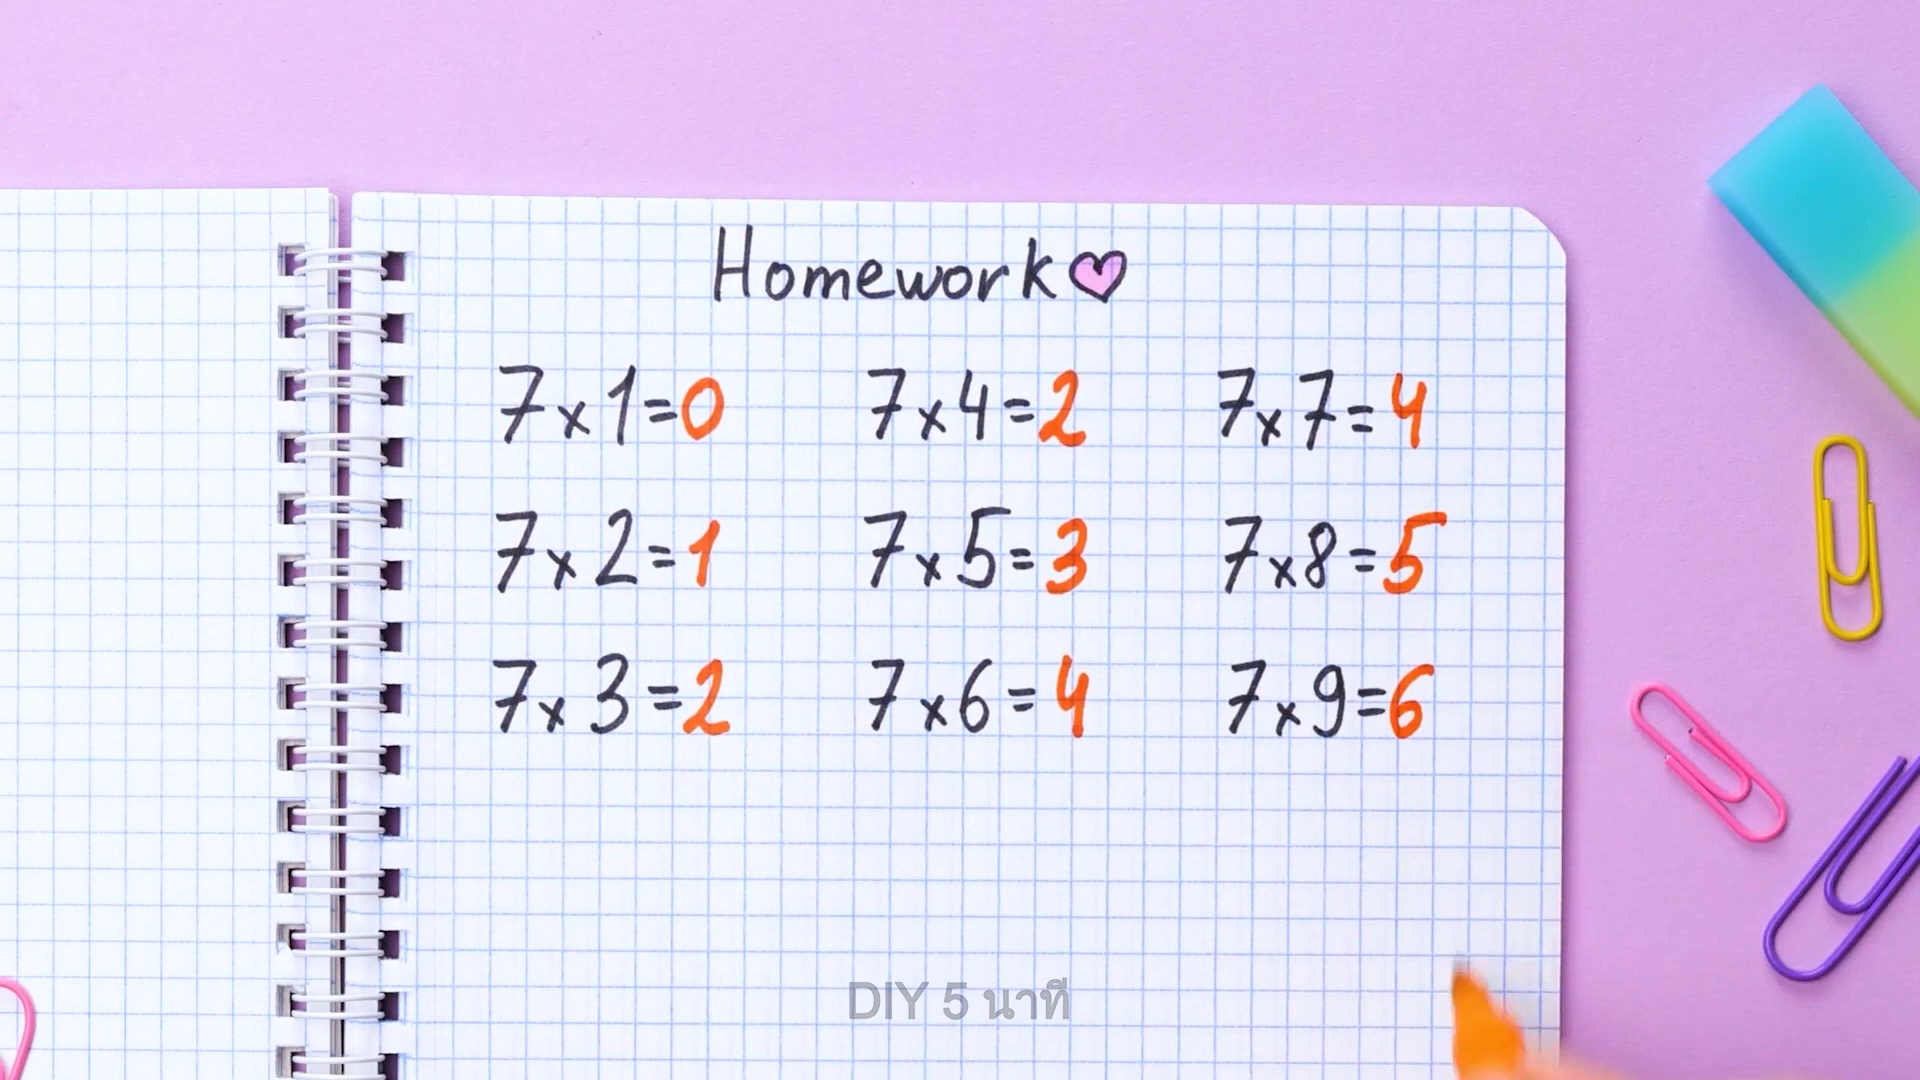 Homework
7x1=0 7x4=2 7x7=4
7x2=1 7x5=3 7x8=5
7x3=2 7x6=4 7x9=6
DIY 5 นาที